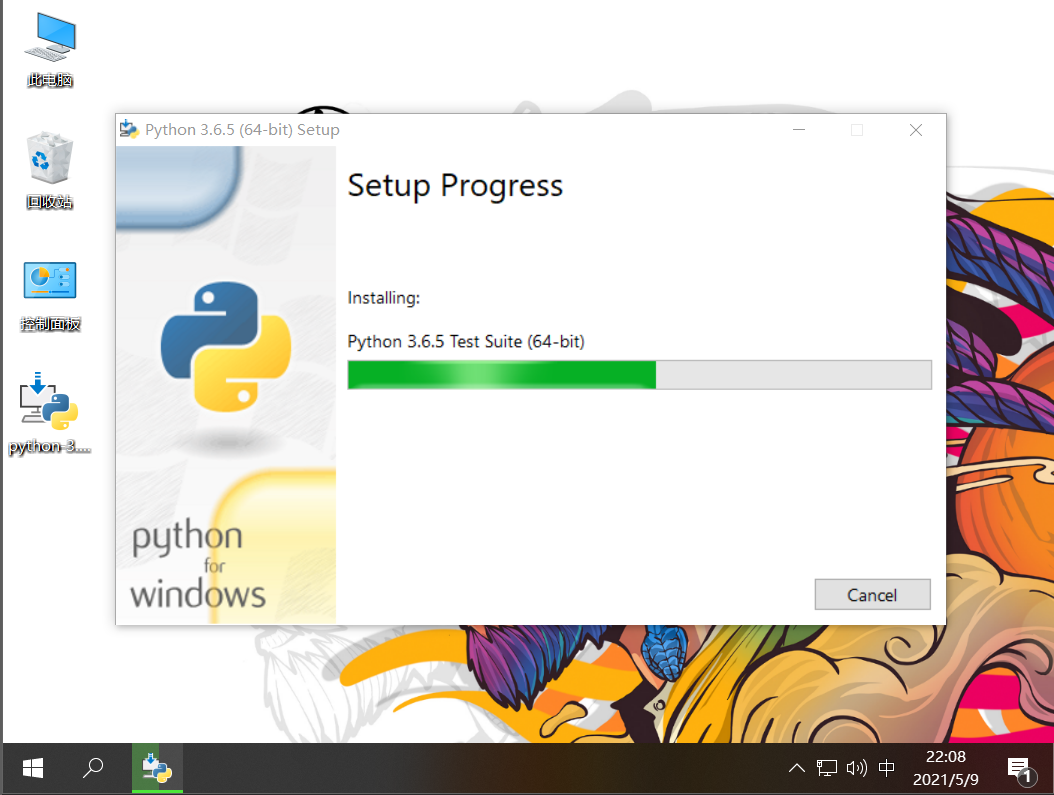 此电脑
回收站
控制面板
python-3....
Python 3.6.5 (64-bit) Setup
Setup Progress
Installing:
Python 3.6.5 Test Suite (64-bit)
python
for
windows
Cancel
中
22:08
2021/5/9
1